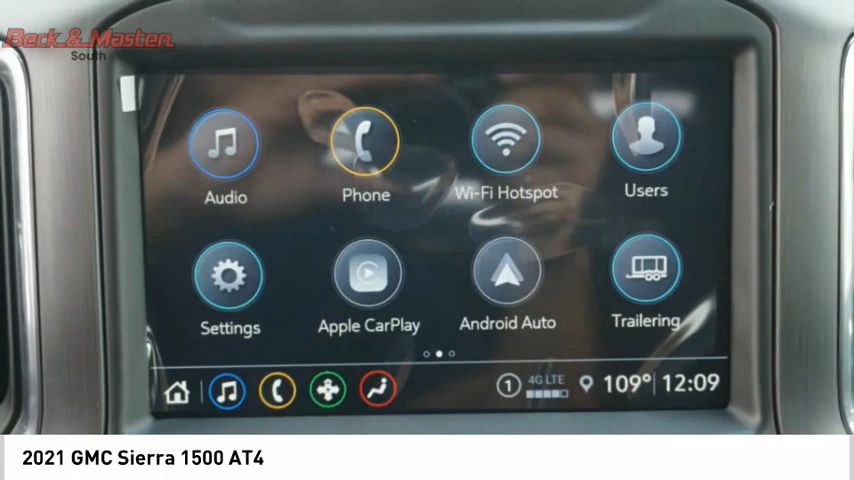 Beck & Masten
South
Audio
Phone
Wi-Fi Hotspot
Users
Settings
Apple CarPlay
Android Auto
Trailering
1 4G LTE 109° 12:09
2021 GMC Sierra 1500 AT4